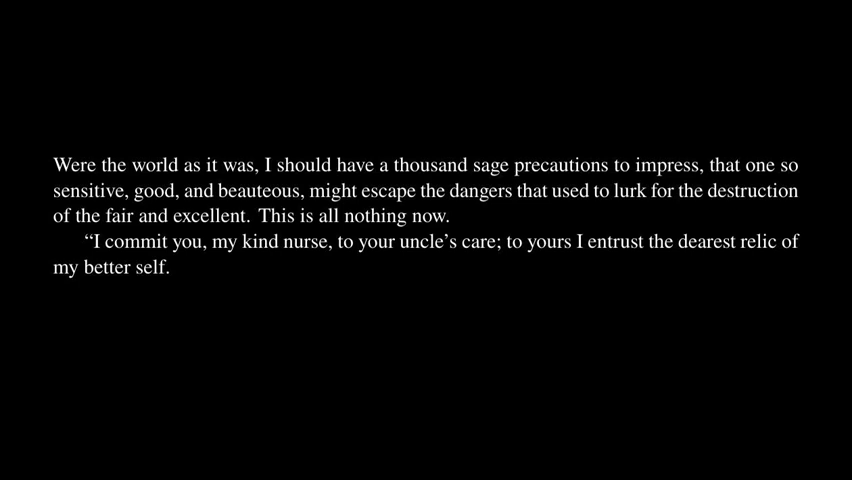 Were the world as it was, I should have a thousand sage precautions to impress, that one so
sensitive, good, and beauteous, might escape the dangers that used to lurk for the destruction
of the fair and excellent. This is all nothing now.
“I commit you, my kind nurse, to your uncle’s care; to yours I entrust the dearest relic of
my better self.